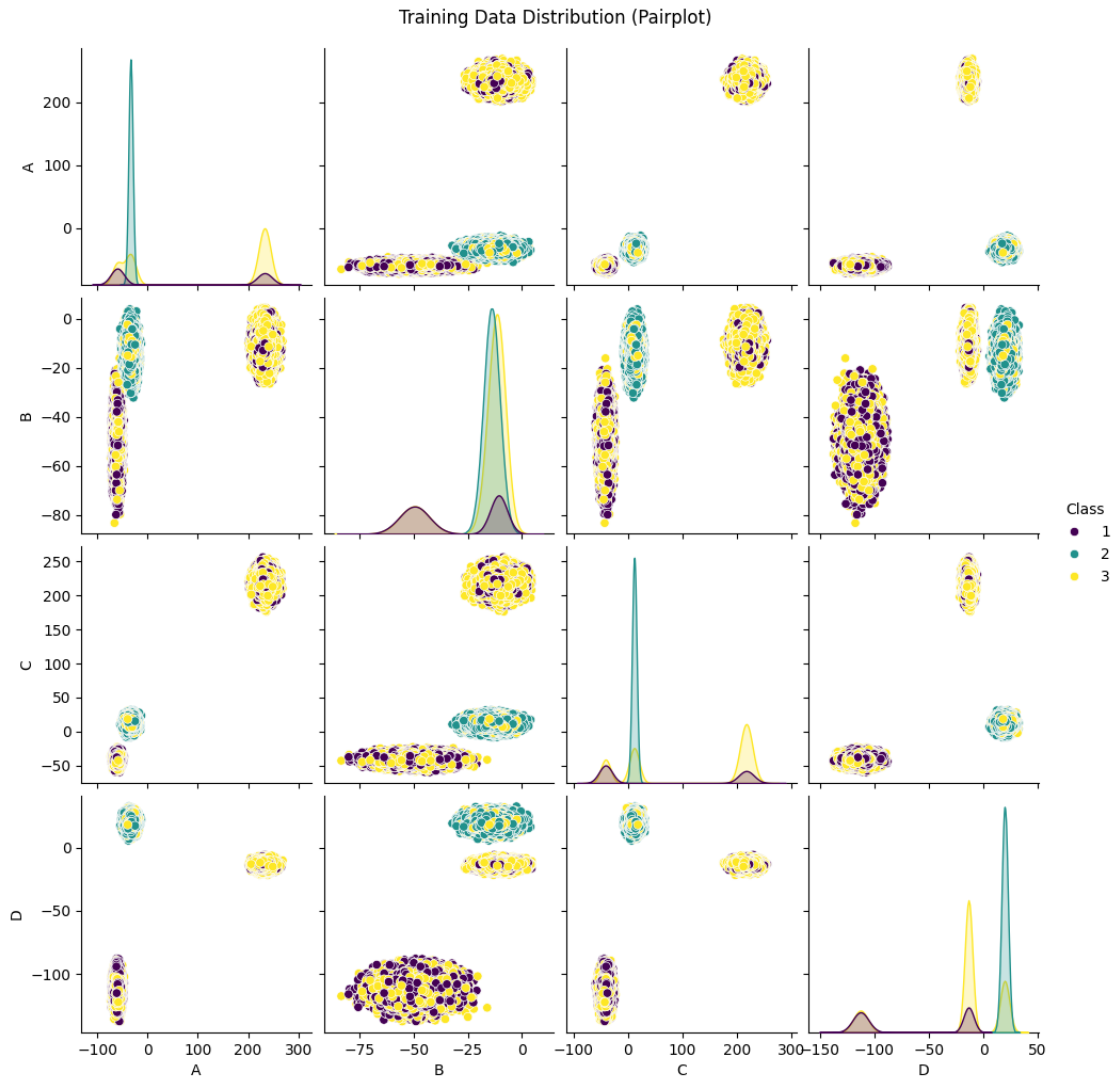 Training Data Distribution (Pairplot)
200
100
0
A
0
−20
−40
−60
−80
B
250
200
150
100
50
0
−50
C
0
−50
−100
D
−100 0 100 200 300
−75 −50 −25 0
−100 0 100 200 300
−150 −100 −50 0 50
A B C D
Class
1
2
3